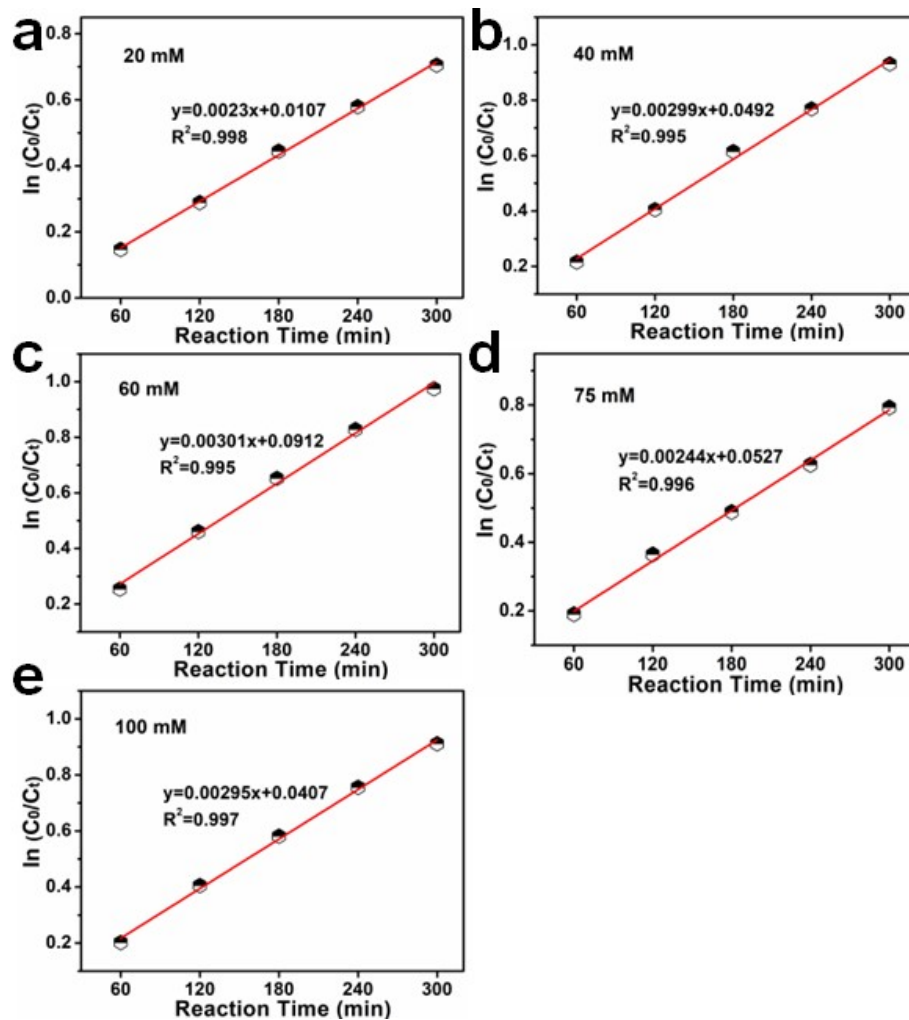 a
20 mM
y=0.0023x+0.0107
R²=0.998
ln (C₀/Cₜ)
0.8
0.6
0.4
0.2
0.0
60 120 180 240 300
Reaction Time (min)
b
40 mM
y=0.00299x+0.0492
R²=0.995
ln (C₀/Cₜ)
1.0
0.8
0.6
0.4
0.2
60 120 180 240 300
Reaction Time (min)
c
60 mM
y=0.00301x+0.0912
R²=0.995
ln (C₀/Cₜ)
1.0
0.8
0.6
0.4
0.2
60 120 180 240 300
Reaction Time (min)
d
75 mM
y=0.00244x+0.0527
R²=0.996
ln (C₀/Cₜ)
0.8
0.6
0.4
0.2
60 120 180 240 300
Reaction Time (min)
e
100 mM
y=0.00295x+0.0407
R²=0.997
ln (C₀/Cₜ)
1.0
0.8
0.6
0.4
0.2
60 120 180 240 300
Reaction Time (min)